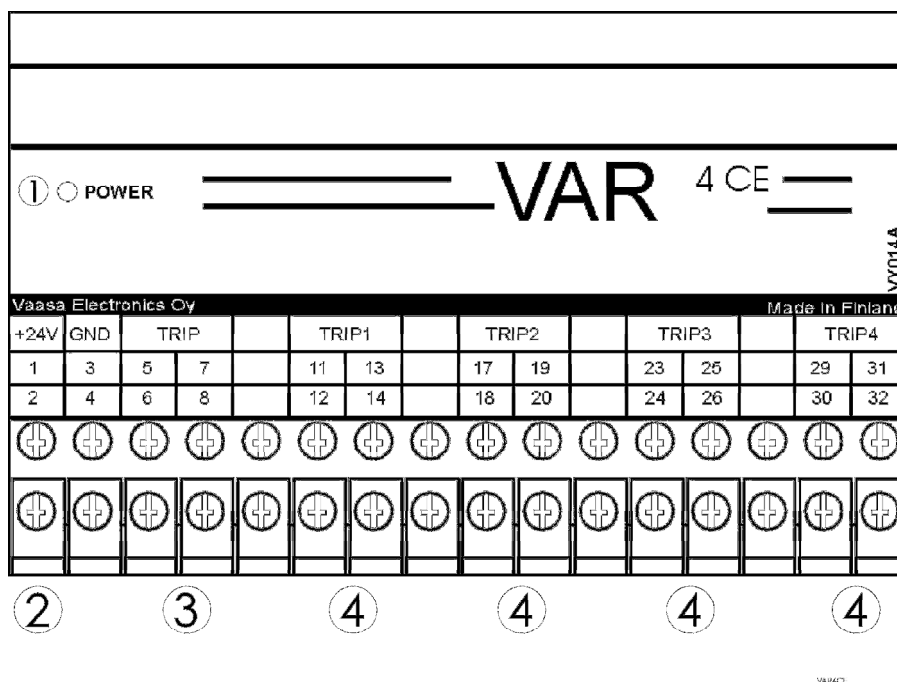 ① POWER VAR 4 CE
VY014A
Vaasa Electronics Oy Made in Finland
+24V GND TRIP TRIP1 TRIP2 TRIP3 TRIP4
1 3 5 7 11 13 17 19 23 25 29 31
2 4 6 8 12 14 18 20 24 26 30 32
② ③ ④ ④ ④ ④